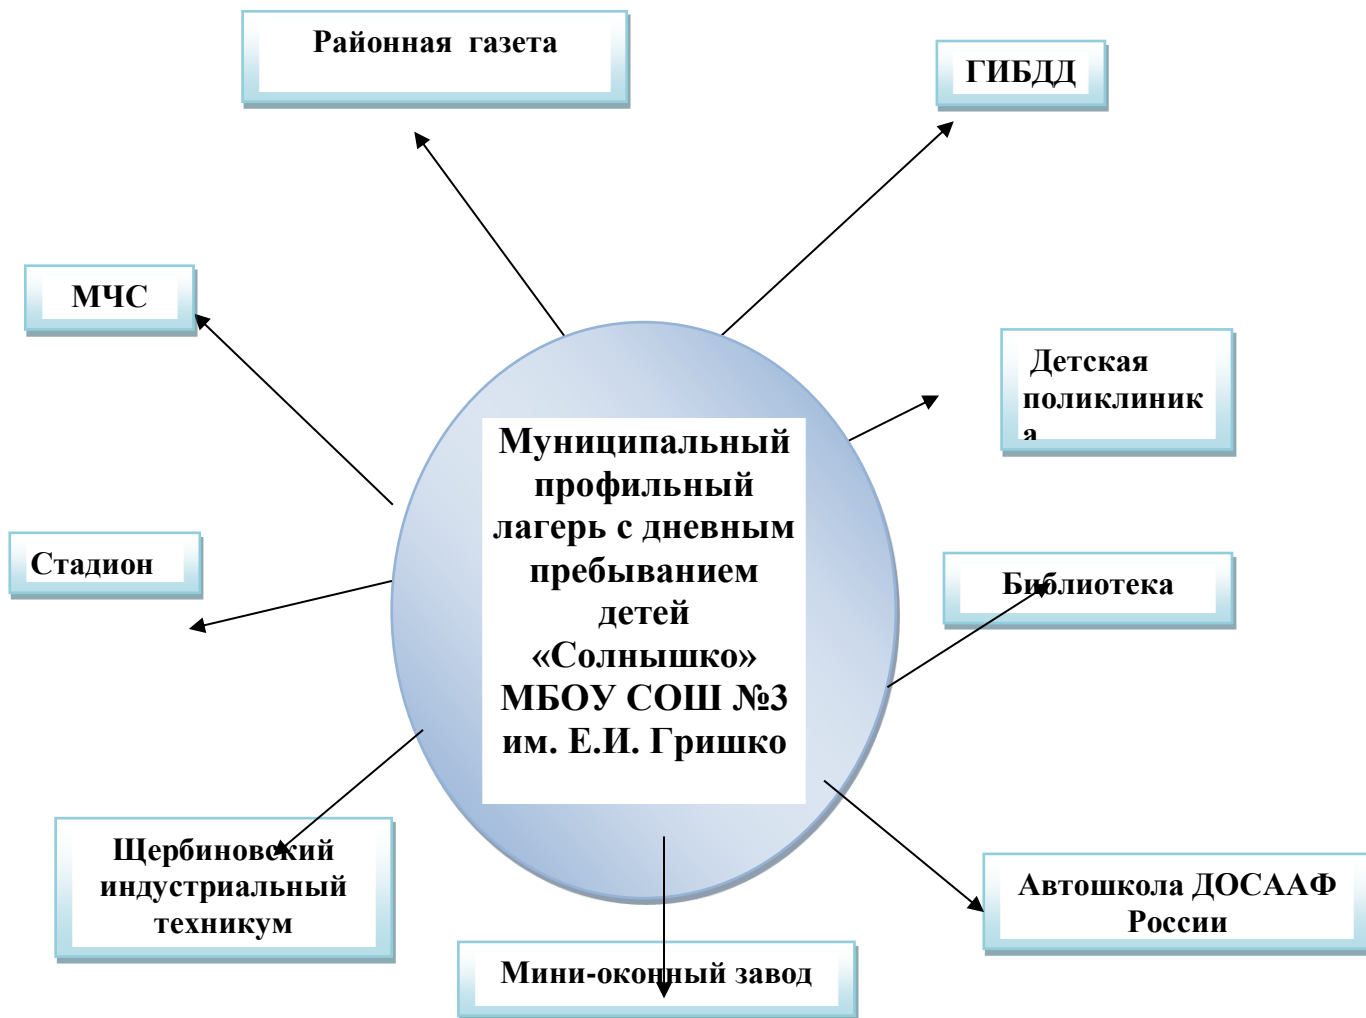 Районная газета
ГИБДД
МЧС
Детская
поликлиник
а
Муниципальный
профильный
лагерь с дневным
пребыванием
детей
«Солнышко»
МБОУ СОШ №3
им. Е.И. Гришко
Стадион
Библиотека
Щербиновский
индустриальный
техникум
Автошкола ДОСААФ
России
Мини-оконный завод